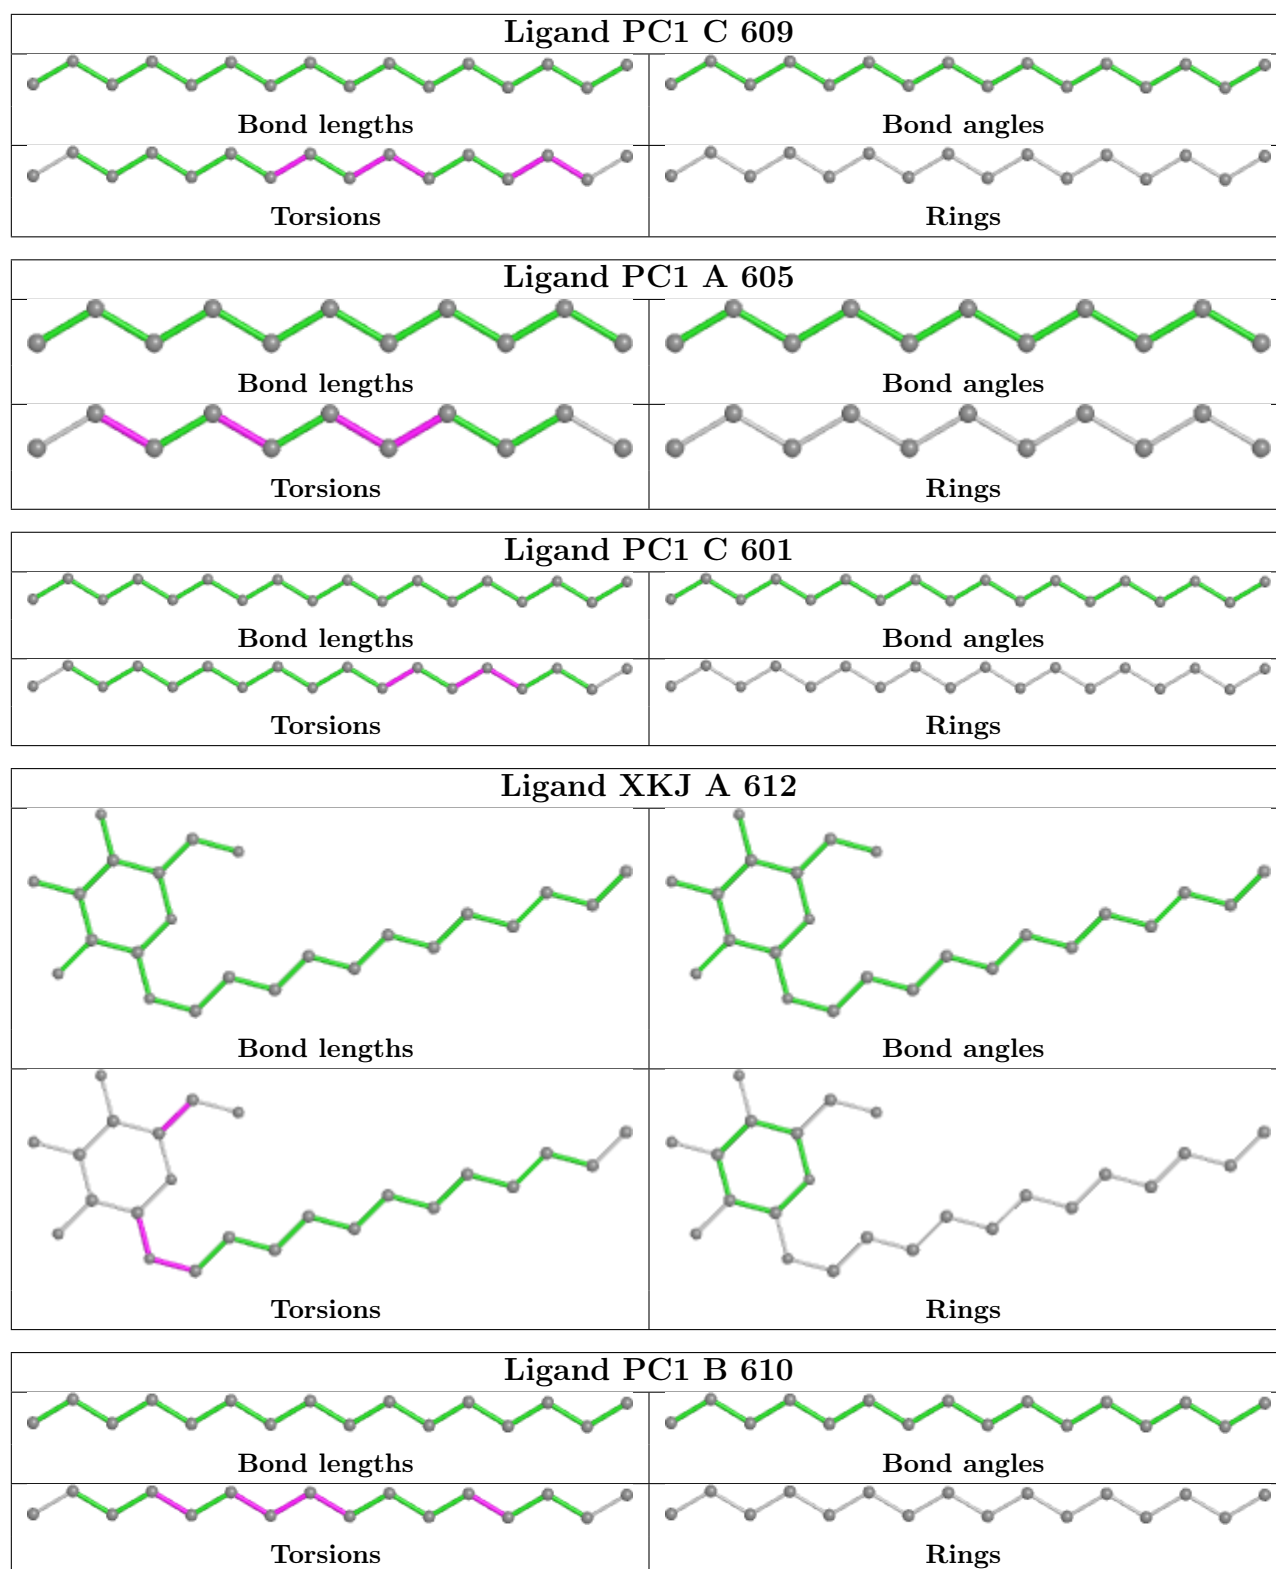 Ligand PC1 C 609
Bond lengths
Bond angles
Torsions
Rings
Ligand PC1 A 605
Bond lengths
Bond angles
Torsions
Rings
Ligand PC1 C 601
Bond lengths
Bond angles
Torsions
Rings
Ligand XKJ A 612
Bond lengths
Bond angles
Torsions
Rings
Ligand PC1 B 610
Bond lengths
Bond angles
Torsions
Rings